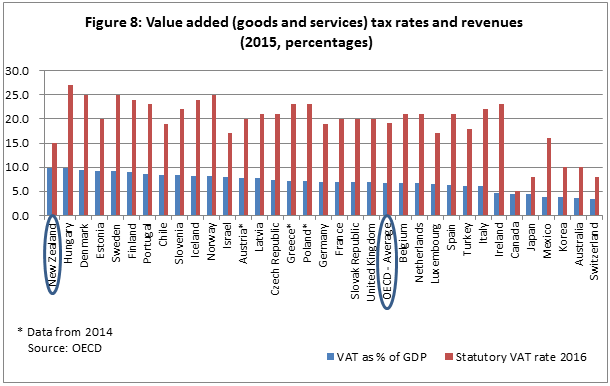 Figure 8: Value added (goods and services) tax rates and revenues
(2015, percentages)
30.0
25.0
20.0
15.0
10.0
5.0
0.0
New Zealand
Hungary
Denmark
Estonia
Sweden
Finland
Portugal
Chile
Slovenia
Iceland
Norway
Israel
Austria*
Latvia
Czech Republic
Greece*
Poland*
Germany
France
Slovak Republic
United Kingdom
OECD - Average
Belgium
Netherlands
Luxembourg
Spain
Turkey
Italy
Ireland
Canada
Japan
Mexico
Korea
Australia
Switzerland
* Data from 2014
Source: OECD
VAT as % of GDP
Statutory VAT rate 2016